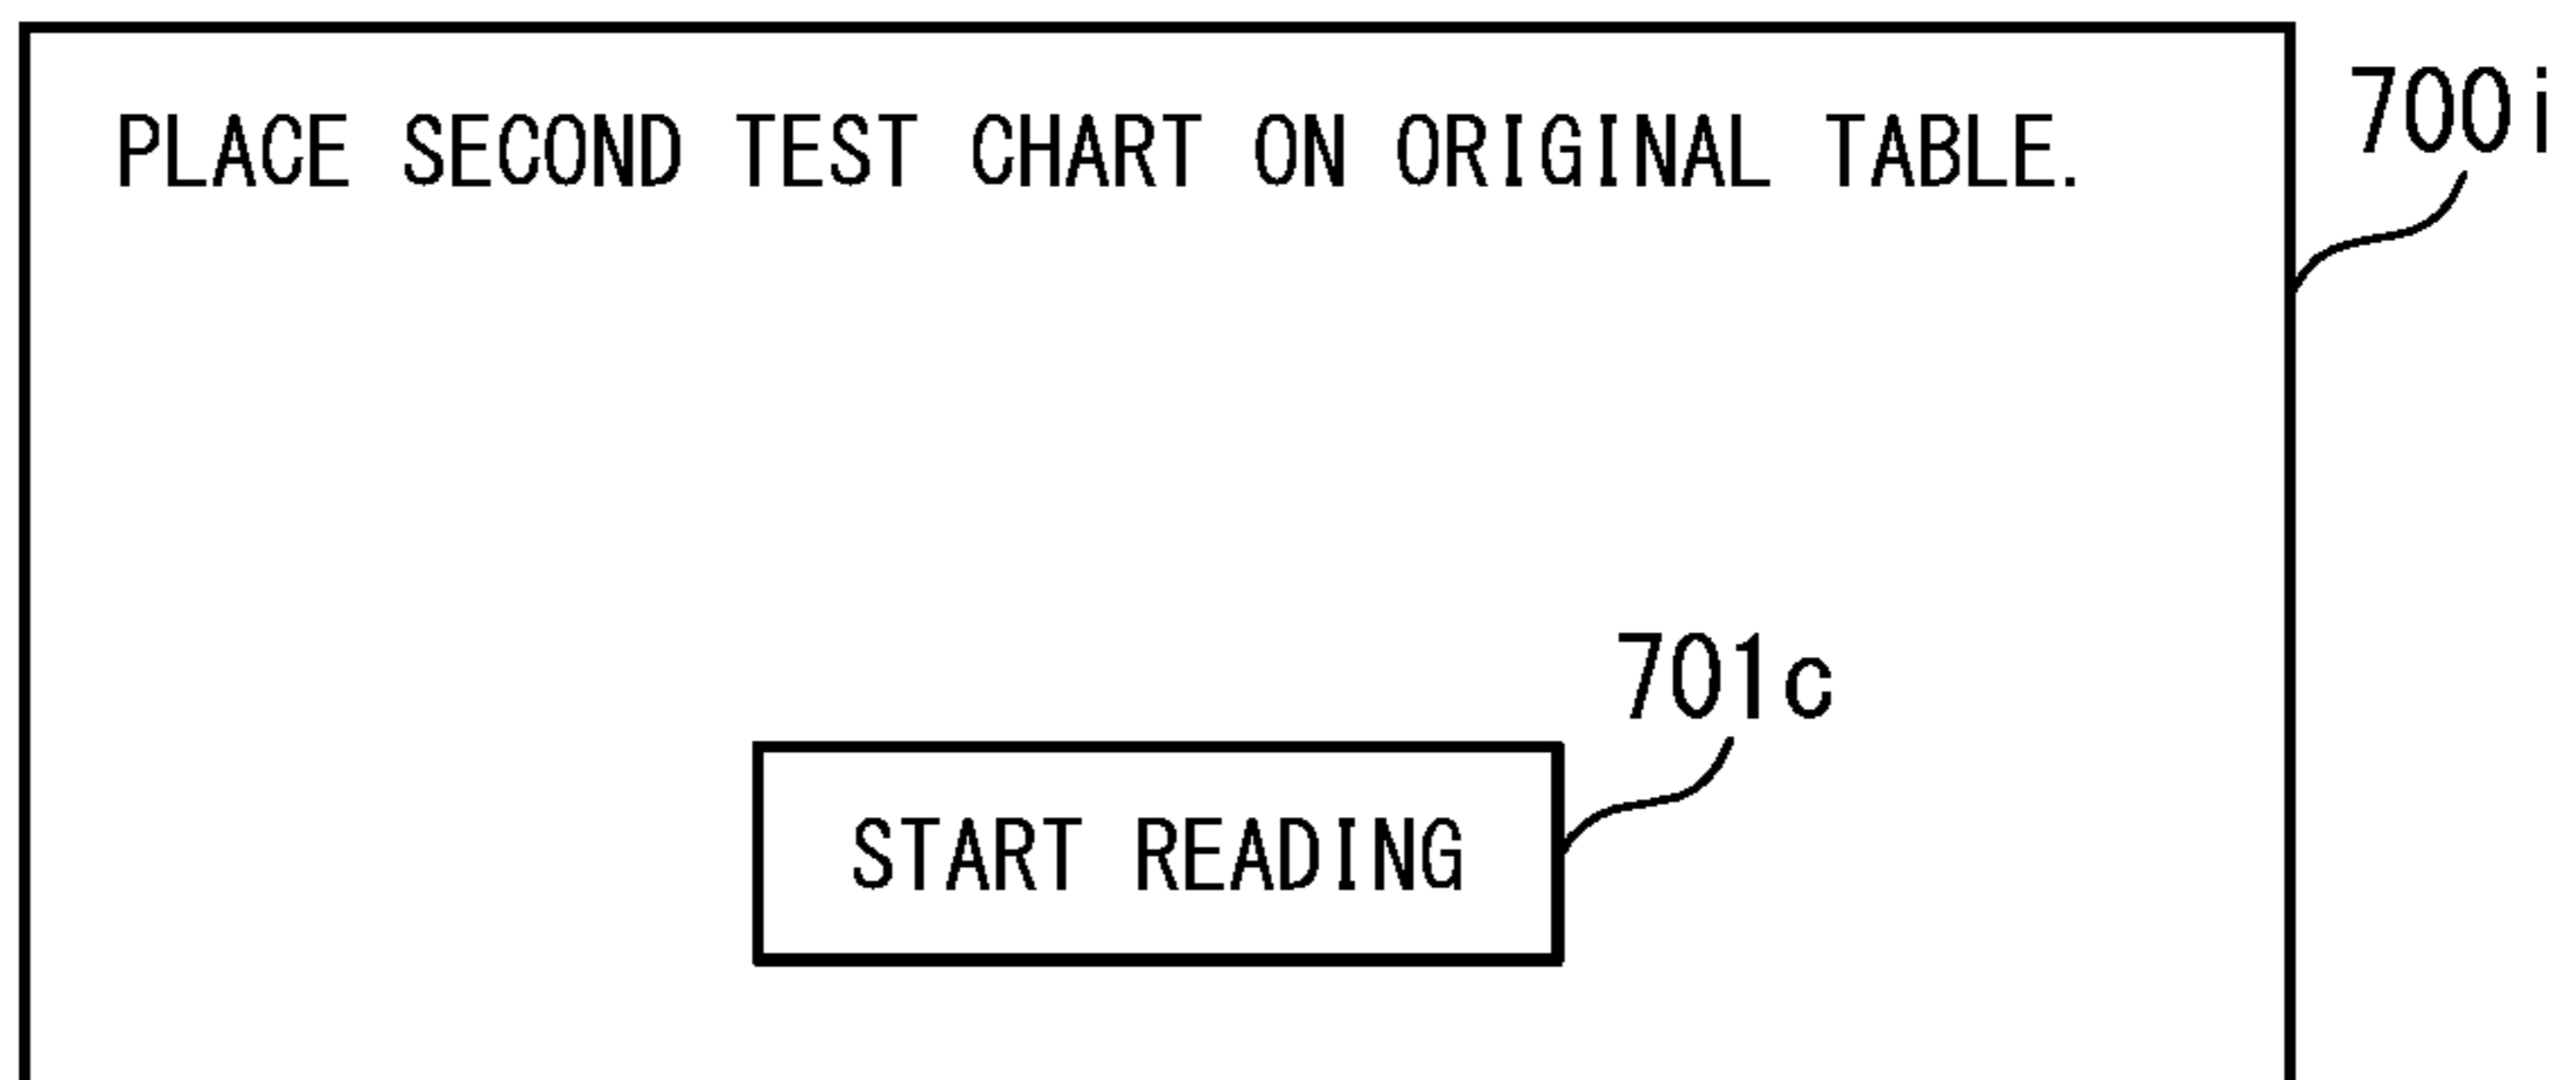 PLACE SECOND TEST CHART ON ORIGINAL TABLE.
700i
701c
START READING